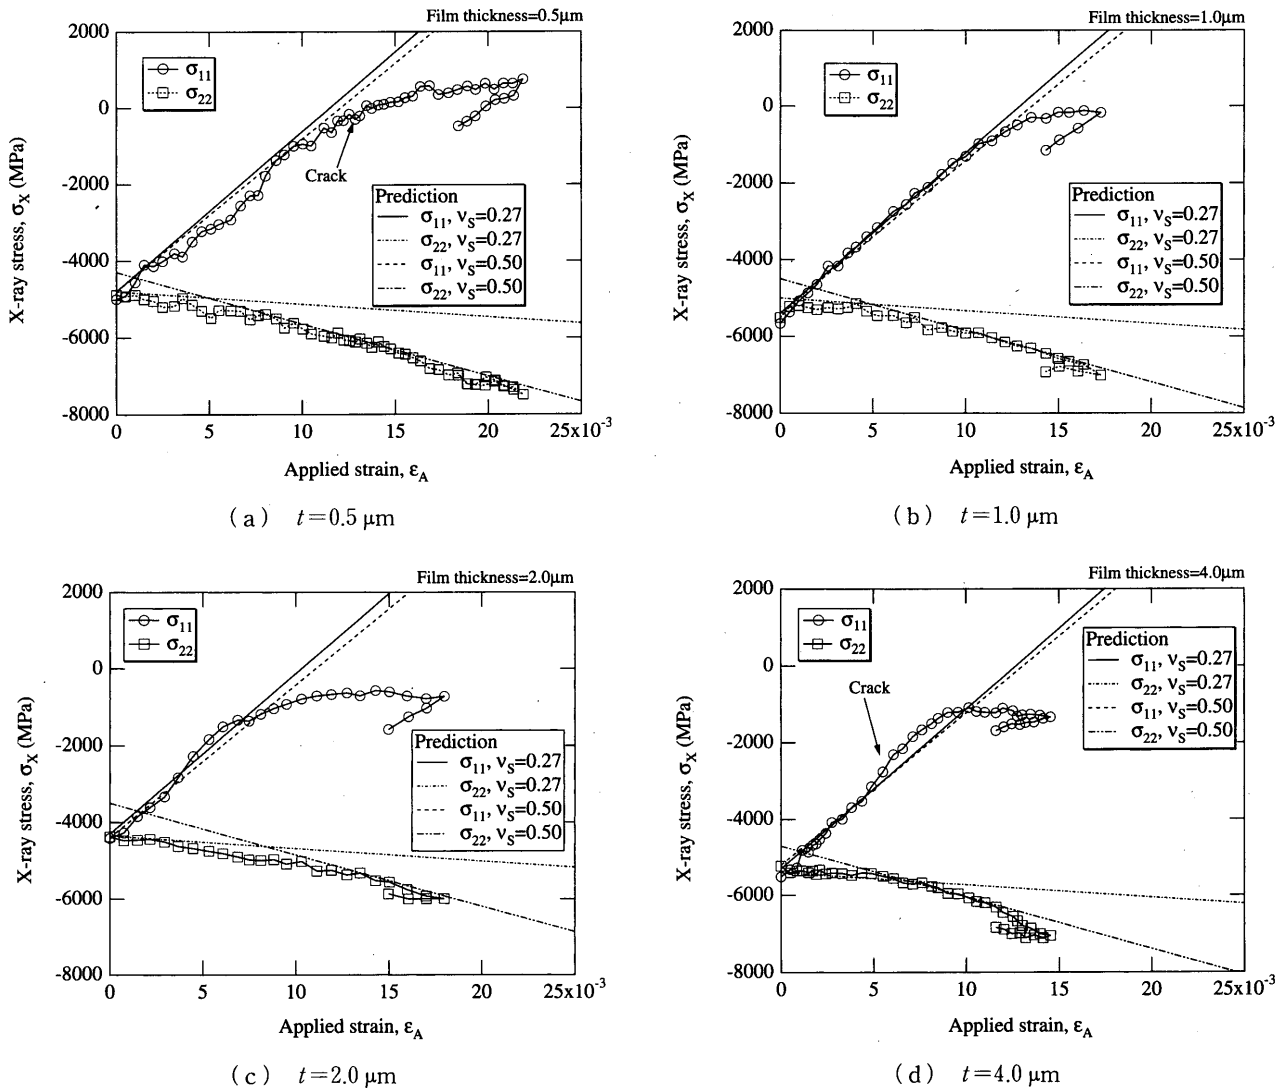 Film thickness=0.5μm
2000
0
-2000
-4000
-6000
-8000
X-ray stress, σX (MPa)
σ11
σ22
Crack
Prediction
σ11, νS=0.27
σ22, νS=0.27
σ11, νS=0.50
σ22, νS=0.50
0 5 10 15 20 25x10-3
Applied strain, εA
(a) t=0.5 μm
Film thickness=1.0μm
2000
0
-2000
-4000
-6000
-8000
X-ray stress, σX (MPa)
σ11
σ22
Prediction
σ11, νS=0.27
σ22, νS=0.27
σ11, νS=0.50
σ22, νS=0.50
0 5 10 15 20 25x10-3
Applied strain, εA
(b) t=1.0 μm
Film thickness=2.0μm
2000
0
-2000
-4000
-6000
-8000
X-ray stress, σX (MPa)
σ11
σ22
Prediction
σ11, νS=0.27
σ22, νS=0.27
σ11, νS=0.50
σ22, νS=0.50
0 5 10 15 20 25x10-3
Applied strain, εA
(c) t=2.0 μm
Film thickness=4.0μm
2000
0
-2000
-4000
-6000
-8000
X-ray stress, σX (MPa)
σ11
σ22
Crack
Prediction
σ11, νS=0.27
σ22, νS=0.27
σ11, νS=0.50
σ22, νS=0.50
0 5 10 15 20 25x10-3
Applied strain, εA
(d) t=4.0 μm